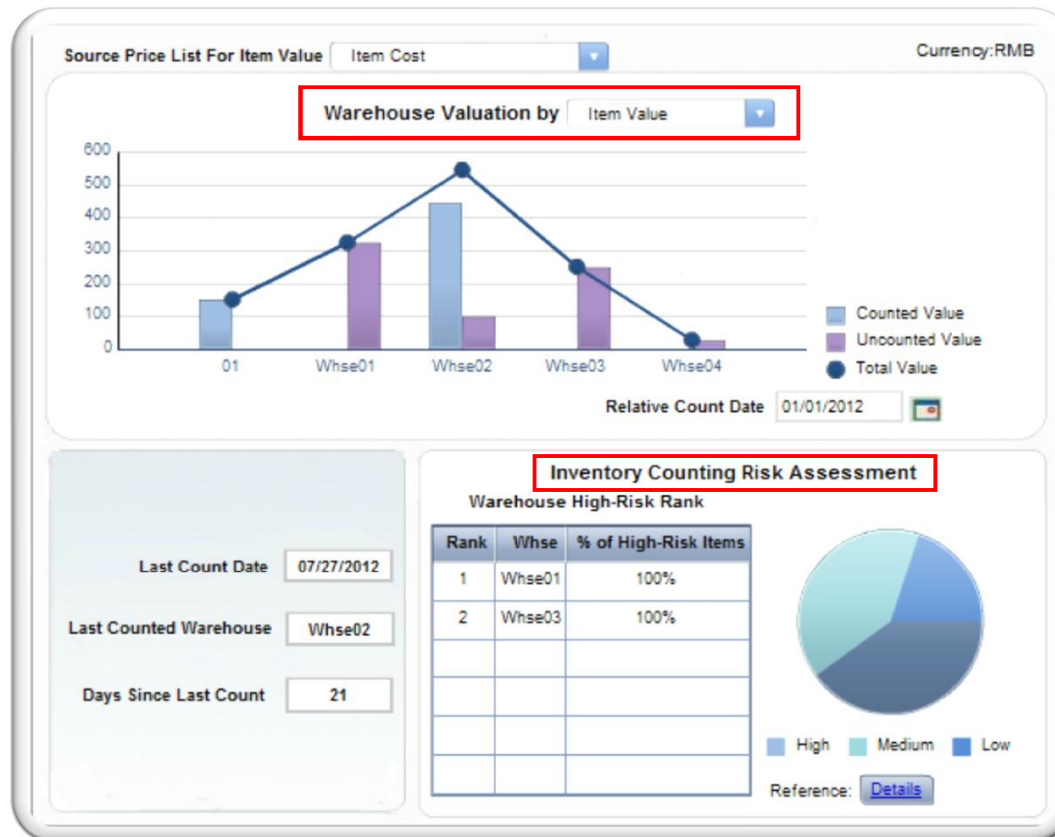 Source Price List For Item Value Item Cost Currency:RMB
Warehouse Valuation by Item Value
600
500
400
300
200
100
0
01 Whse01 Whse02 Whse03 Whse04
Counted Value
Uncounted Value
Total Value
Relative Count Date 01/01/2012
Last Count Date 07/27/2012
Last Counted Warehouse Whse02
Days Since Last Count 21
Inventory Counting Risk Assessment
Warehouse High-Risk Rank
Rank Whse % of High-Risk Items
1 Whse01 100%
2 Whse03 100%
High Medium Low
Reference: Details